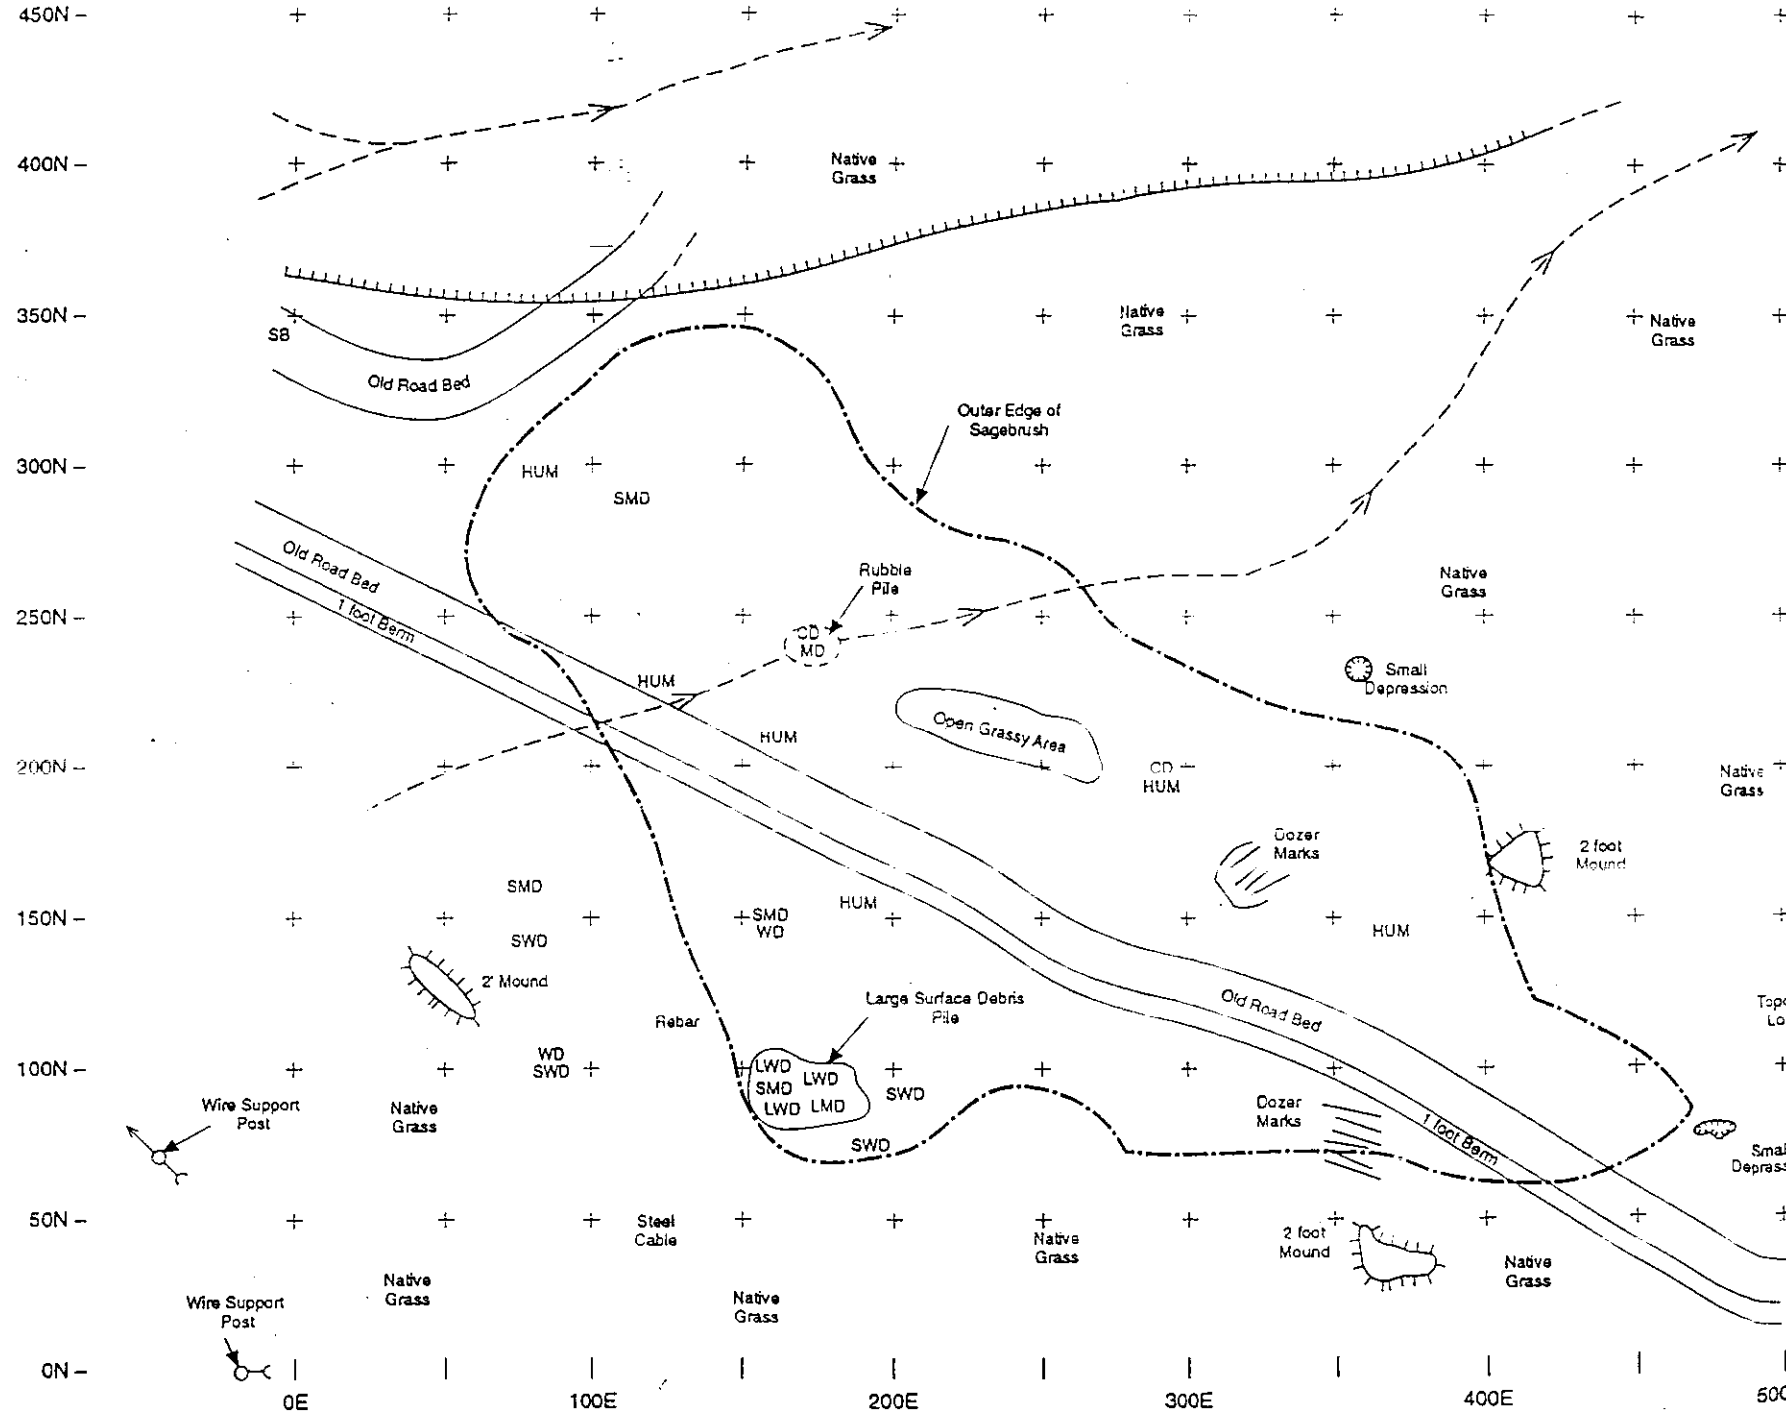 450N
400N
Native
Grass
350N
SB
Native
Grass
Native
Grass
Old Road Bed
Outer Edge of
Sagebrush
300N
HUM
SMD
Old Road Bed
Rubble
Pile
Native
Grass
1 foot Berm
250N
CD
MD
HUM
Small
Depression
HUM
Open Grassy Area
200N
CD
HUM
Native
Grass
Dozer
Marks
2 foot
Mound
SMD
HUM
150N
SMD
WD
SWD
HUM
2' Mound
Large Surface Debris
Pile
Old Road Bed
Rebar
WD
SWD
100N
LWD
LWD
SMD
LWD
LMD
SWD
Wire Support
Post
Native
Grass
Dozer
Marks
1 foot Berm
SWD
50N
Steel
Cable
Native
Grass
2 foot
Mound
Native
Grass
Native
Grass
Wire Support
Post
Native
Grass
0N
0E
100E
200E
300E
400E